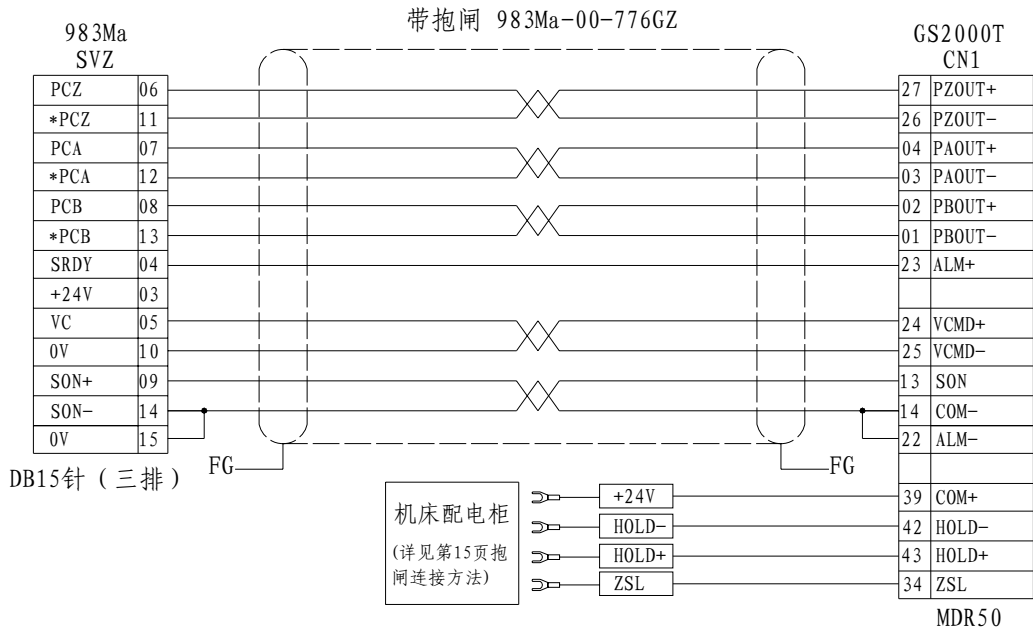 带抱闸 983Ma-00-776GZ
983Ma
SVZ
GS2000T
CN1
PCZ 06
*PCZ 11
PCA 07
*PCA 12
PCB 08
*PCB 13
SRDY 04
+24V 03
VC 05
0V 10
SON+ 09
SON- 14
0V 15
DB15针（三排）
27 PZOUT+
26 PZOUT-
04 PAOUT+
03 PAOUT-
02 PBOUT+
01 PBOUT-
23 ALM+
24 VCMD+
25 VCMD-
13 SON
14 COM-
22 ALM-
39 COM+
42 HOLD-
43 HOLD+
34 ZSL
MDR50
FG
FG
机床配电柜
(详见第15页抱
闸连接方法)
+24V
HOLD-
HOLD+
ZSL